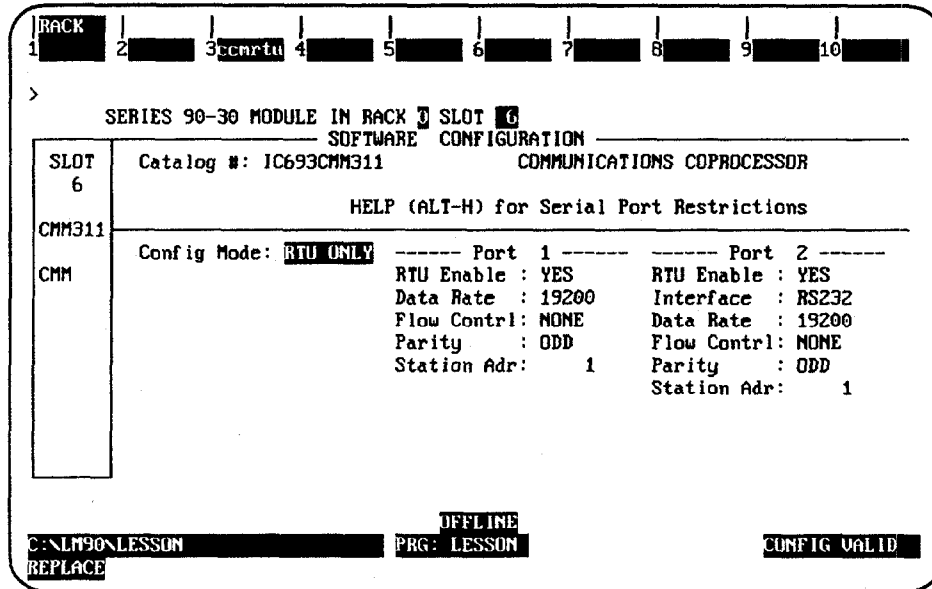 RACK
1 2 3ccmrtu 4 5 6 7 8 9 10
>
SERIES 90-30 MODULE IN RACK 0 SLOT 6
SOFTWARE CONFIGURATION
SLOT Catalog #: IC693CMM311 COMMUNICATIONS COPROCESSOR
6
HELP (ALT-H) for Serial Port Restrictions
CMM311
Config Mode: RTU ONLY ------ Port 1 ------ ------ Port 2 ------
CMM RTU Enable : YES RTU Enable : YES
Data Rate : 19200 Interface : RS232
Flow Contrl: NONE Data Rate : 19200
Parity : ODD Flow Contrl: NONE
Station Adr: 1 Parity : ODD
Station Adr: 1
OFFLINE
C:\LM90\LESSON PRG: LESSON CONFIG VALID
REPLACE